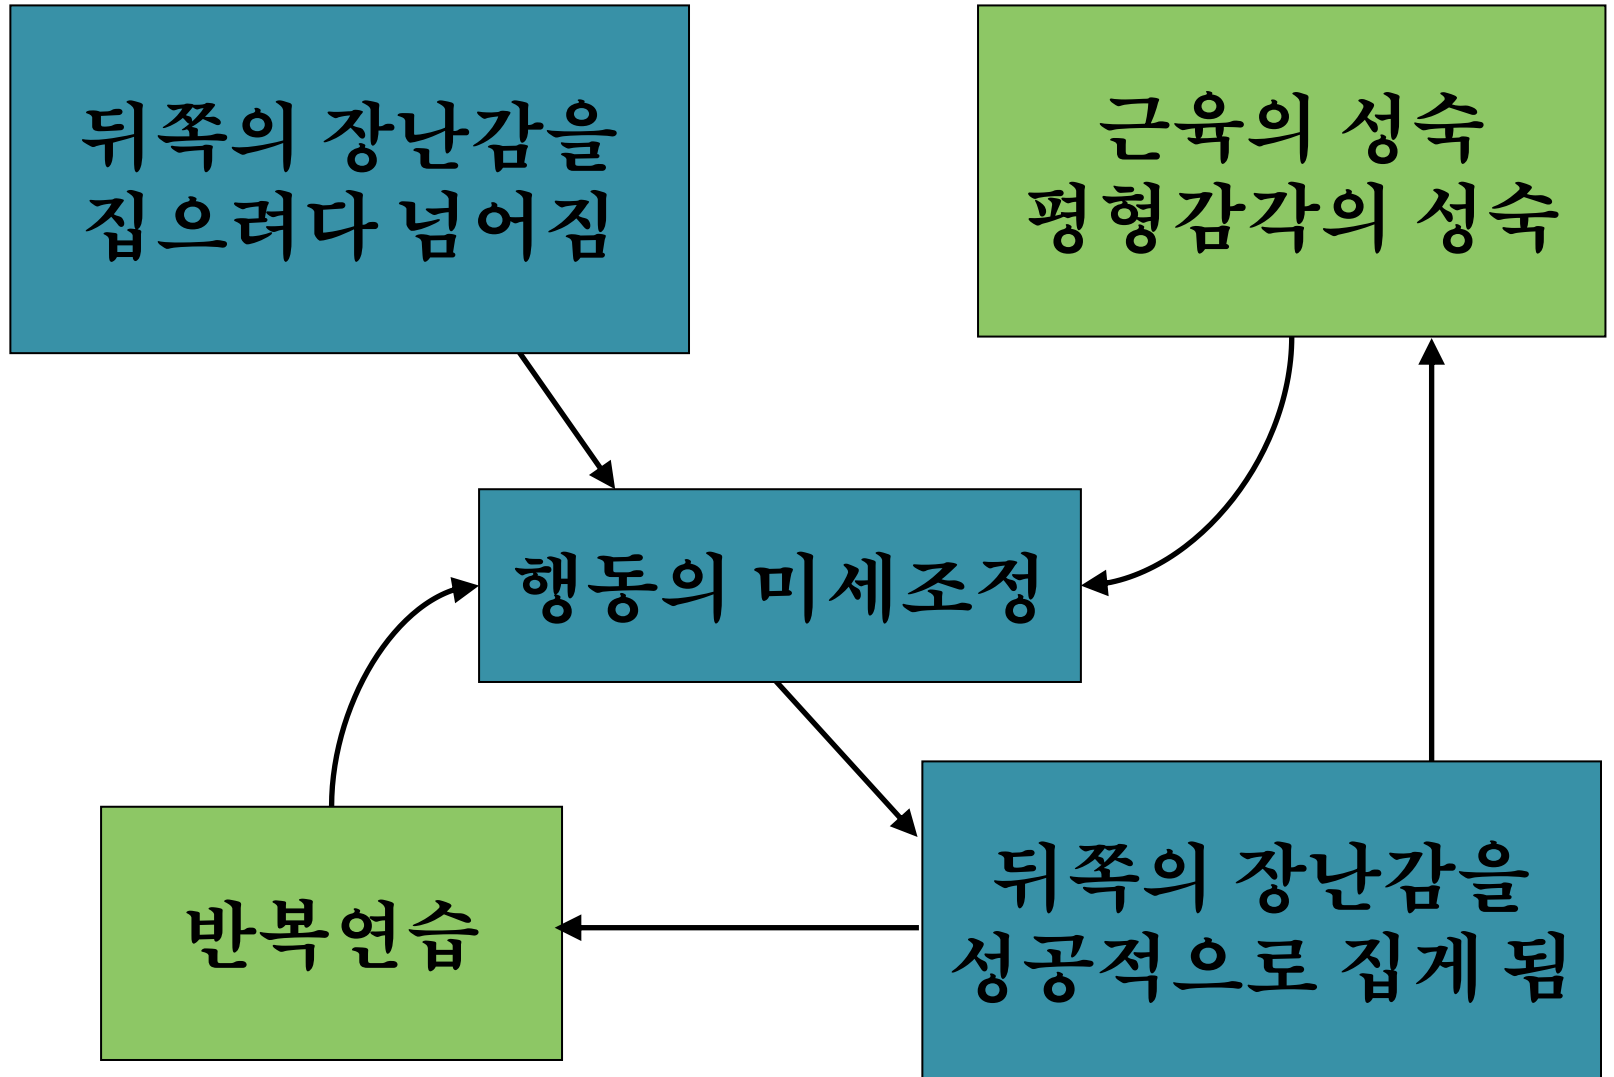 뒤쪽의 장난감을
집으려다 넘어짐
근육의 성숙
평형감각의 성숙
행동의 미세조정
반복연습
뒤쪽의 장난감을
성공적으로 집게 됨